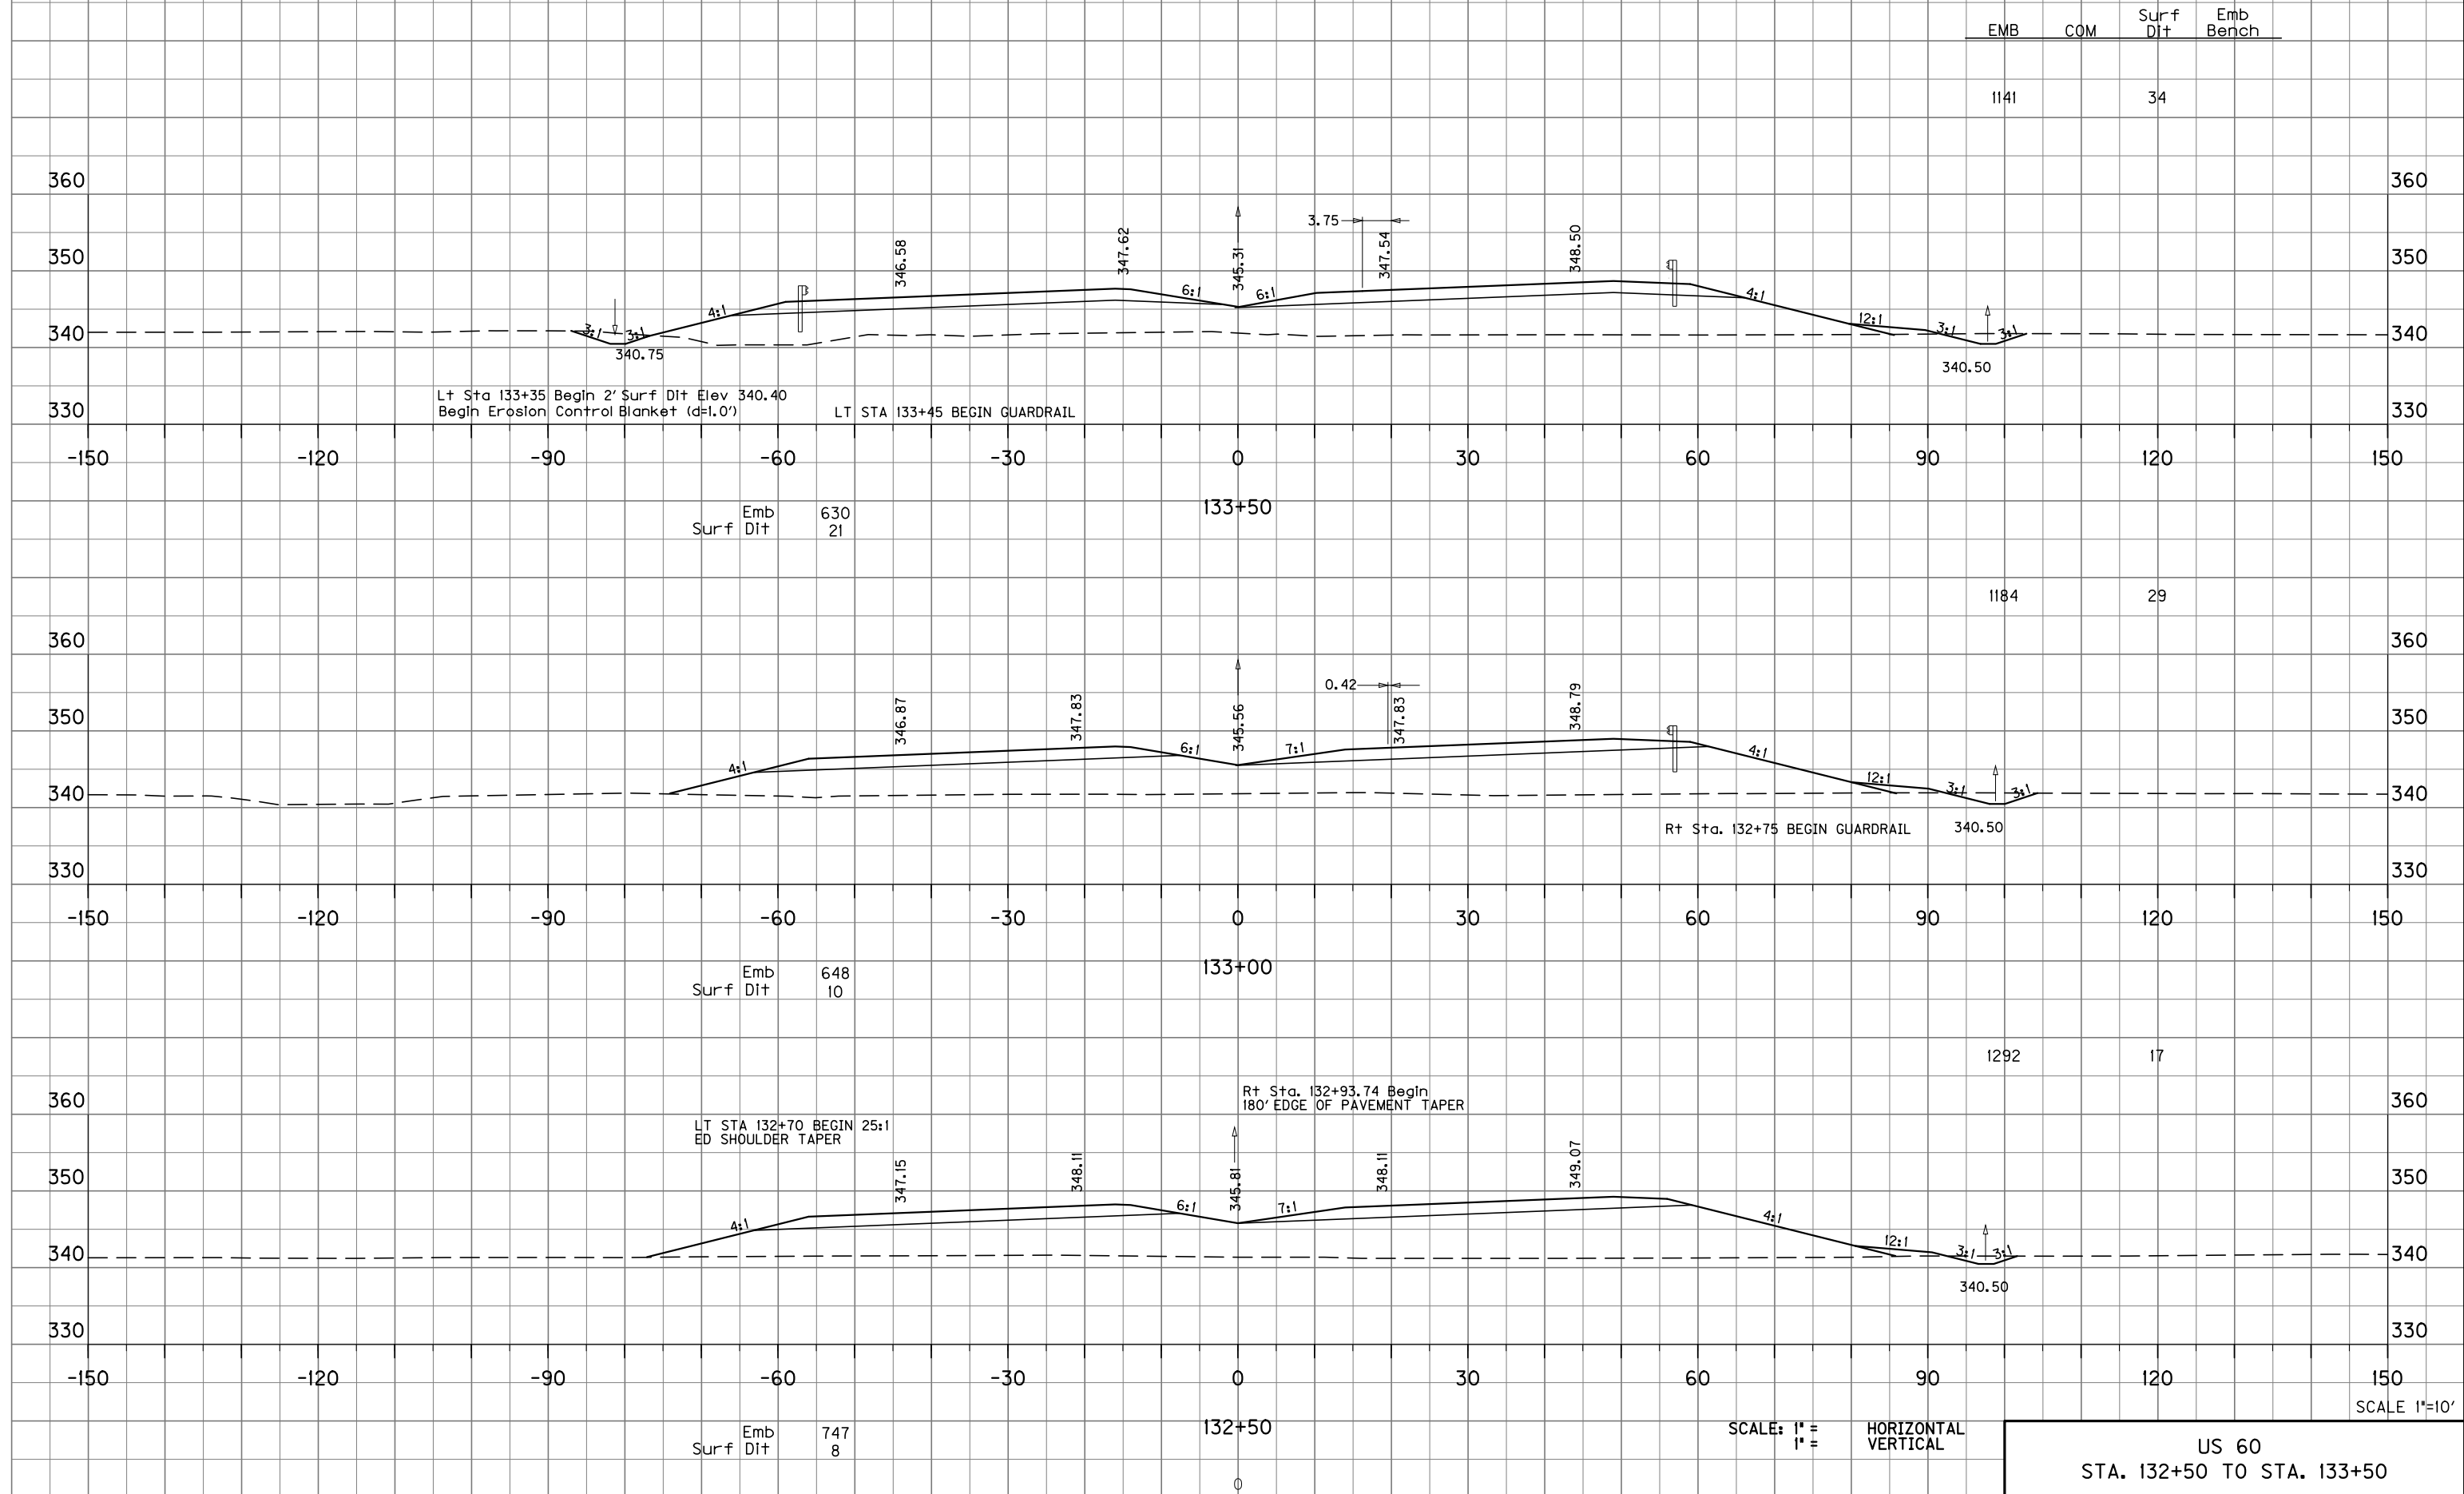 Surf Emb
EMB COM Dit Bench
1141 34
360 360
3.75
346.58 347.62 345.31 347.54 348.50
350 350
6:1 6:1
4:1 4:1
12:1
3:1 3:1 3:1 3:1
340 340
340.75 340.50
Lt Sta 133+35 Begin 2' Surf Dit Elev 340.40
Begin Erosion Control Blanket (d=1.0')
LT STA 133+45 BEGIN GUARDRAIL
330 330
-150 -120 -90 -60 -30 0 30 60 90 120 150
133+50
Emb 630
Surf Dit 21
1184 29
360 360
0.42
346.87 347.83 345.56 347.83 348.79
350 350
6:1 7:1
4:1 4:1
12:1
3:1 3:1
340 340
Rt Sta. 132+75 BEGIN GUARDRAIL
340.50
330 330
-150 -120 -90 -60 -30 0 30 60 90 120 150
133+00
Emb 648
Surf Dit 10
1292 17
Rt Sta. 132+93.74 Begin
180' EDGE OF PAVEMENT TAPER
360 360
LT STA 132+70 BEGIN 25:1
ED SHOULDER TAPER
347.15 348.11 345.81 348.11 349.07
350 350
6:1 7:1
4:1 4:1
12:1
3:1 3:1
340 340
340.50
330 330
-150 -120 -90 -60 -30 0 30 60 90 120 150
SCALE 1"=10'
132+50
Emb 747
Surf Dit 8
SCALE: 1" = HORIZONTAL
1" = VERTICAL
US 60
STA. 132+50 TO STA. 133+50
0